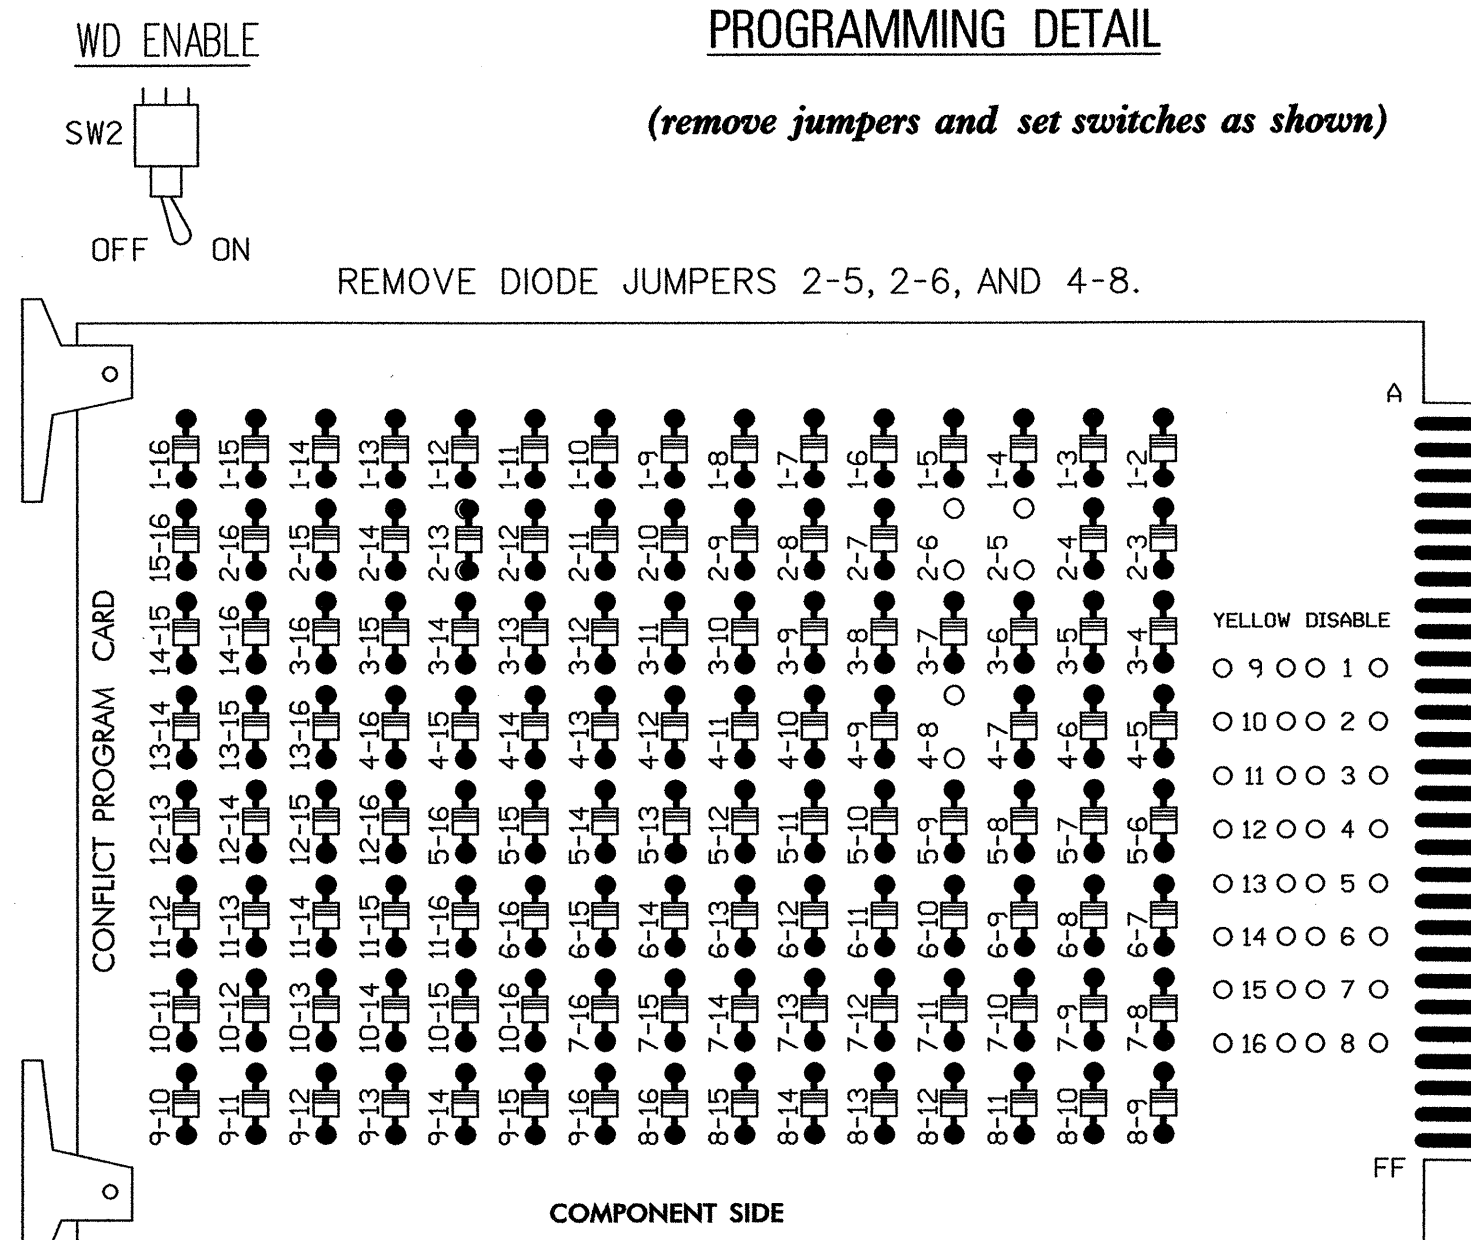 WD ENABLE
PROGRAMMING DETAIL
(remove jumpers and set switches as shown)
SW2
OFF ON
REMOVE DIODE JUMPERS 2-5, 2-6, AND 4-8.
A
1-16 1-15 1-14 1-13 1-12 1-11 1-10 1-9 1-8 1-7 1-6 1-5 1-4 1-3 1-2
15-16 2-16 2-15 2-14 2-13 2-12 2-11 2-10 2-9 2-8 2-7 2-6 2-5 2-4 2-3
14-15 14-16 3-16 3-15 3-14 3-13 3-12 3-11 3-10 3-9 3-8 3-7 3-6 3-5 3-4
13-14 13-15 13-16 4-16 4-15 4-14 4-13 4-12 4-11 4-10 4-9 4-8 4-7 4-6 4-5
12-13 12-14 12-15 12-16 5-16 5-15 5-14 5-13 5-12 5-11 5-10 5-9 5-8 5-7 5-6
11-12 11-13 11-14 11-15 11-16 6-16 6-15 6-14 6-13 6-12 6-11 6-10 6-9 6-8 6-7
10-11 10-12 10-13 10-14 10-15 10-16 7-16 7-15 7-14 7-13 7-12 7-11 7-10 7-9 7-8
9-10 9-11 9-12 9-13 9-14 9-15 9-16 8-16 8-15 8-14 8-13 8-12 8-11 8-10 8-9
CONFLICT PROGRAM CARD
YELLOW DISABLE
9 1
10 2
11 3
12 4
13 5
14 6
15 7
16 8
FF
COMPONENT SIDE